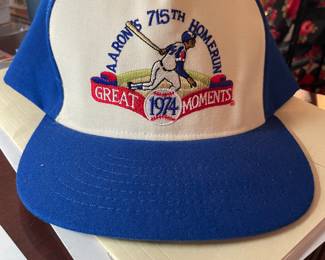 AARON'S 715TH HOMERUN
GREAT 1974 MOMENTS